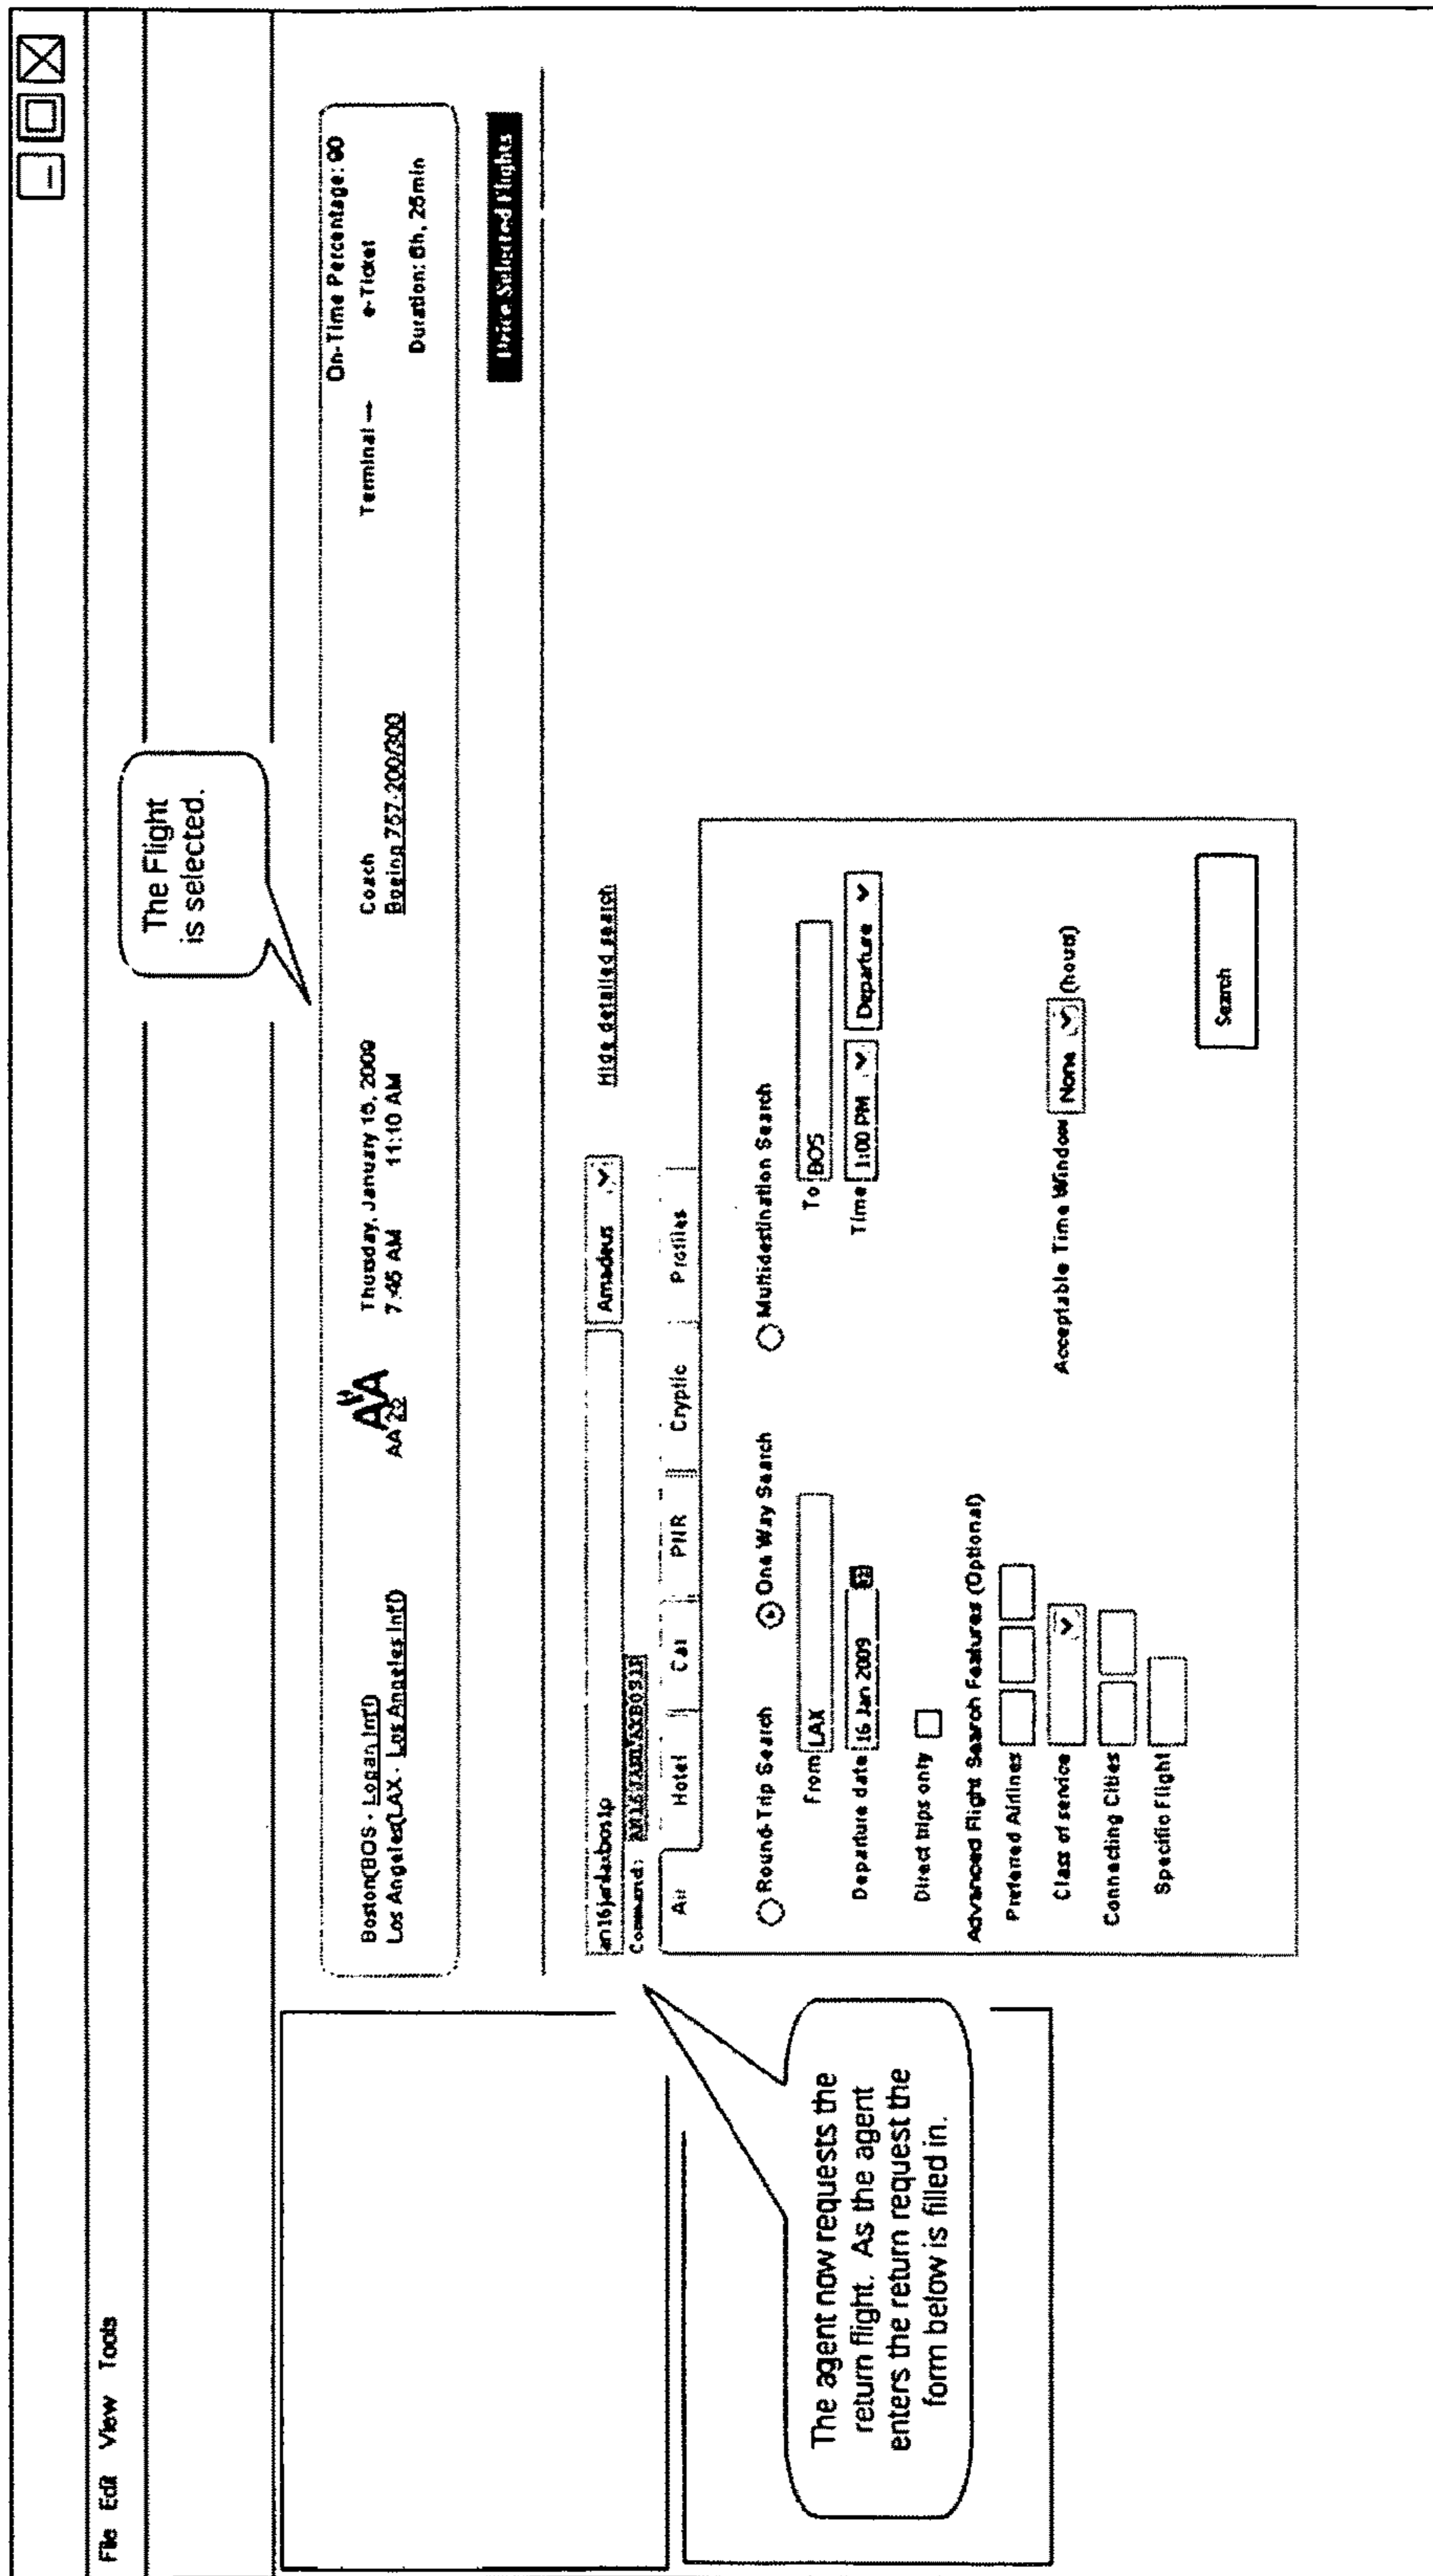 File Edit View Tools
The Flight
is selected.
On-Time Percentage: 90
Boston(BOS - Logan Int'l) Thursday, January 15, 2009 Coach Terminal — e-Ticket
Los Angeles(LAX - Los Angeles Int'l) AA 25 7:45 AM 11:10 AM Boeing 757-200/300
Duration: 6h, 25min
Price Selected Flights
an16janlaxbos1p Amadeus Hide detailed search
Command: AN16JANLAXBOS1P
Air Hotel Car PNR Cryptic Profiles
Round-Trip Search One Way Search Multidestination Search
From LAX To BOS
Departure date 16 Jan 2009 Time 1:00 PM Departure
Direct trips only
Advanced Flight Search Features (Optional)
Preferred Airlines
Class of service Acceptable Time Window None (hours)
Connecting Cities
Specific Flight
Search
The agent now requests the
return flight. As the agent
enters the return request the
form below is filled in.